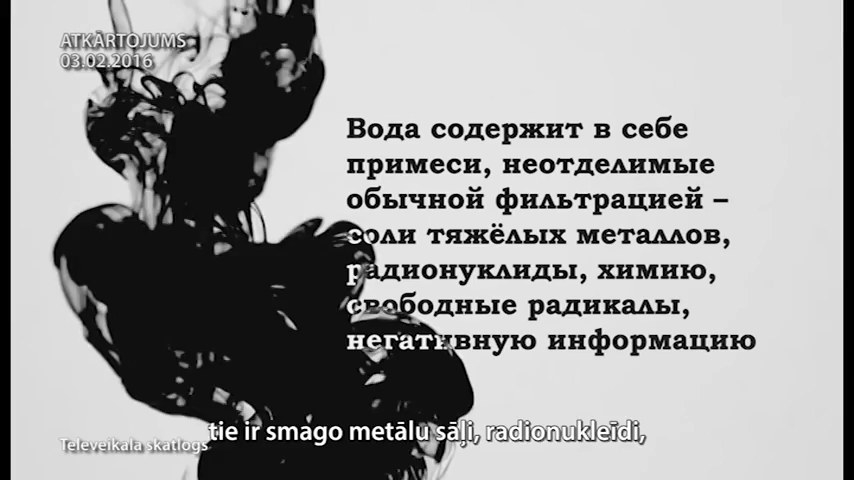 ATKĀRTOJUMS
03.02.2016
Вода содержит в себе
примеси, неотделимые
обычной фильтрацией –
соли тяжёлых металлов,
радионуклиды, химию,
свободные радикалы,
негативную информацию
tie ir smago metālu sāļi, radionukleīdi,
Televeikala skatlogs